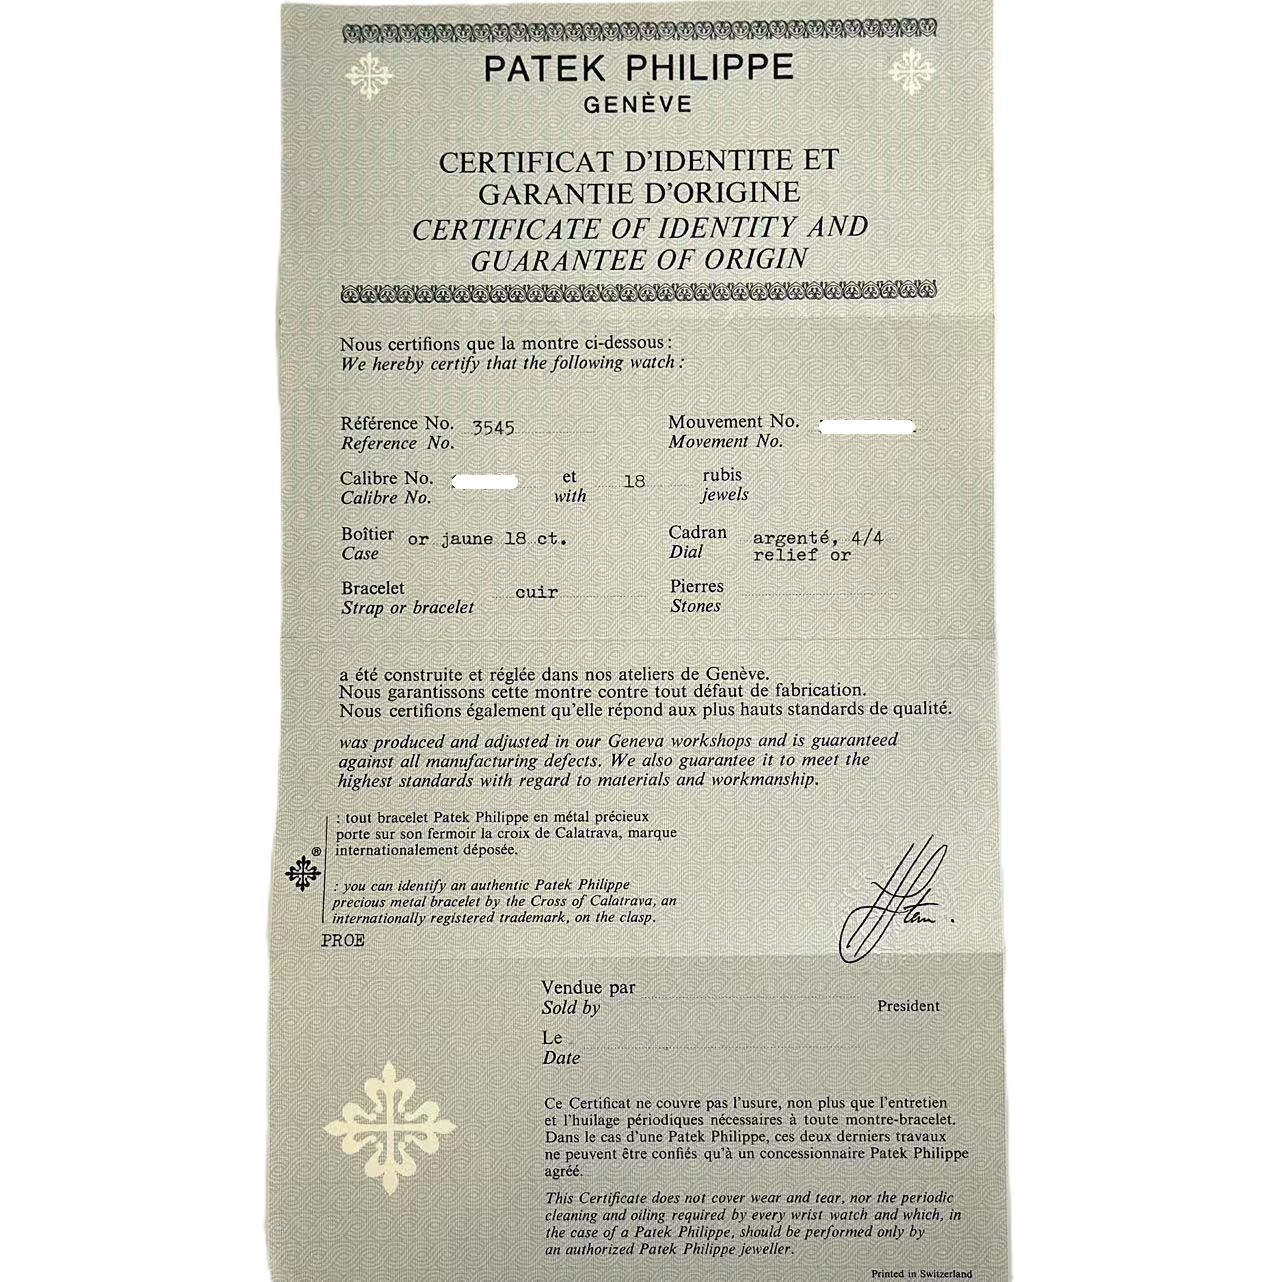 PATEK PHILIPPE
GENÈVE
CERTIFICAT D'IDENTITE ET
GARANTIE D'ORIGINE
CERTIFICATE OF IDENTITY AND
GUARANTEE OF ORIGIN
Nous certifions que la montre ci-dessous :
We hereby certify that the following watch :
Référence No. 3545 Mouvement No.
Reference No. Movement No.
Calibre No. et 18 rubis
Calibre No. with jewels
Boîtier or jaune 18 ct. Cadran argenté, 4/4
Case Dial relief or
Bracelet cuir Pierres
Strap or bracelet Stones
a été construite et réglée dans nos ateliers de Genève.
Nous garantissons cette montre contre tout défaut de fabrication.
Nous certifions également qu'elle répond aux plus hauts standards de qualité.
was produced and adjusted in our Geneva workshops and is guaranteed
against all manufacturing defects. We also guarantee it to meet the
highest standards with regard to materials and workmanship.
: tout bracelet Patek Philippe en métal précieux
porte sur son fermoir la croix de Calatrava, marque
® internationalement déposée.
: you can identify an authentic Patek Philippe
precious metal bracelet by the Cross of Calatrava, an
internationally registered trademark, on the clasp.
PROE
Vendue par
Sold by President
Le
Date
Ce Certificat ne couvre pas l'usure, non plus que l'entretien
et l'huilage périodiques nécessaires à toute montre-bracelet.
Dans le cas d'une Patek Philippe, ces deux derniers travaux
ne peuvent être confiés qu'à un concessionnaire Patek Philippe
agréé.
This Certificate does not cover wear and tear, nor the periodic
cleaning and oiling required by every wrist watch and which, in
the case of a Patek Philippe, should be performed only by
an authorized Patek Philippe jeweller.
Printed in Switzerland